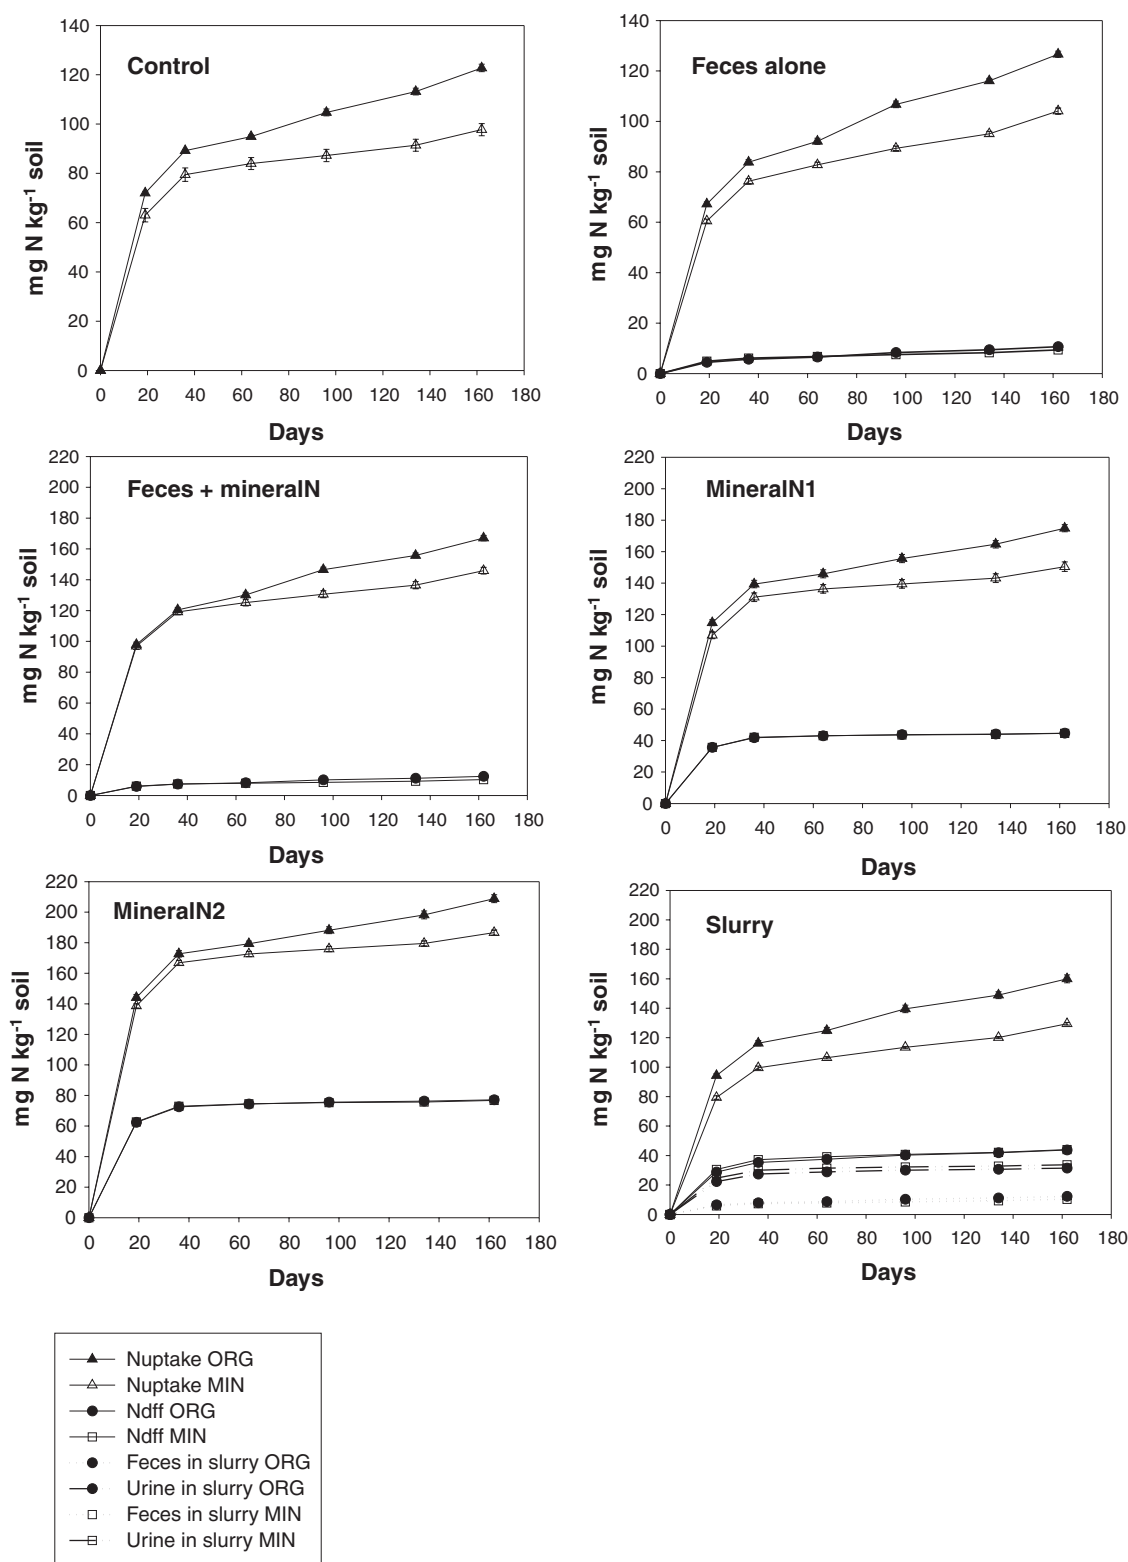 Control
mg N kg-1 soil
140
120
100
80
60
40
20
0
0 20 40 60 80 100 120 140 160 180
Days
Feces alone
mg N kg-1 soil
140
120
100
80
60
40
20
0
0 20 40 60 80 100 120 140 160 180
Days
Feces + mineralN
mg N kg-1 soil
220
200
180
160
140
120
100
80
60
40
20
0
0 20 40 60 80 100 120 140 160 180
Days
MineralN1
mg N kg-1 soil
220
200
180
160
140
120
100
80
60
40
20
0
0 20 40 60 80 100 120 140 160 180
Days
MineralN2
mg N kg-1 soil
220
200
180
160
140
120
100
80
60
40
20
0
0 20 40 60 80 100 120 140 160 180
Days
Slurry
mg N kg-1 soil
220
200
180
160
140
120
100
80
60
40
20
0
0 20 40 60 80 100 120 140 160 180
Days
Nuptake ORG
Nuptake MIN
Ndff ORG
Ndff MIN
Feces in slurry ORG
Urine in slurry ORG
Feces in slurry MIN
Urine in slurry MIN